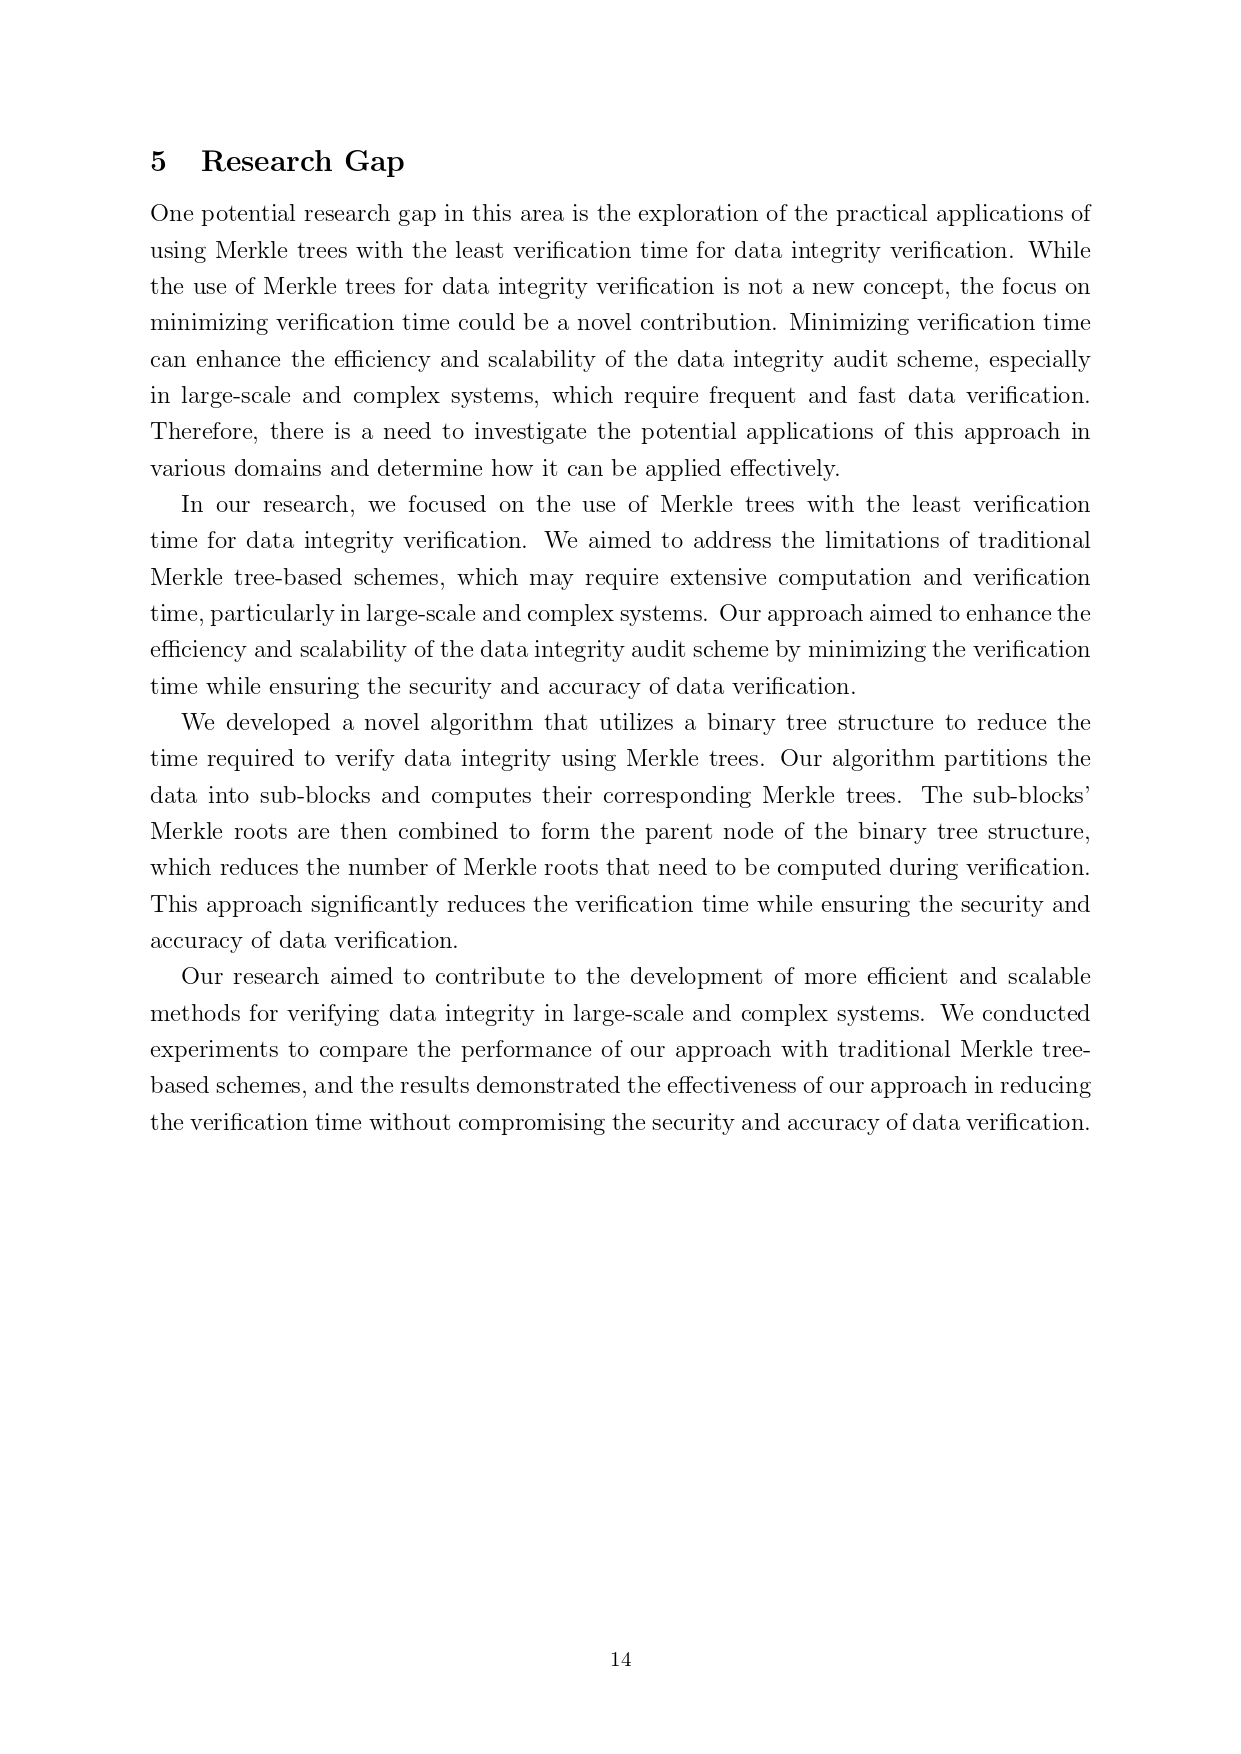 5 Research Gap
One potential research gap in this area is the exploration of the practical applications of
using Merkle trees with the least verification time for data integrity verification. While
the use of Merkle trees for data integrity verification is not a new concept, the focus on
minimizing verification time could be a novel contribution. Minimizing verification time
can enhance the efficiency and scalability of the data integrity audit scheme, especially
in large-scale and complex systems, which require frequent and fast data verification.
Therefore, there is a need to investigate the potential applications of this approach in
various domains and determine how it can be applied effectively.
In our research, we focused on the use of Merkle trees with the least verification
time for data integrity verification. We aimed to address the limitations of traditional
Merkle tree-based schemes, which may require extensive computation and verification
time, particularly in large-scale and complex systems. Our approach aimed to enhance the
efficiency and scalability of the data integrity audit scheme by minimizing the verification
time while ensuring the security and accuracy of data verification.
We developed a novel algorithm that utilizes a binary tree structure to reduce the
time required to verify data integrity using Merkle trees. Our algorithm partitions the
data into sub-blocks and computes their corresponding Merkle trees. The sub-blocks’
Merkle roots are then combined to form the parent node of the binary tree structure,
which reduces the number of Merkle roots that need to be computed during verification.
This approach significantly reduces the verification time while ensuring the security and
accuracy of data verification.
Our research aimed to contribute to the development of more efficient and scalable
methods for verifying data integrity in large-scale and complex systems. We conducted
experiments to compare the performance of our approach with traditional Merkle tree-
based schemes, and the results demonstrated the effectiveness of our approach in reducing
the verification time without compromising the security and accuracy of data verification.
14